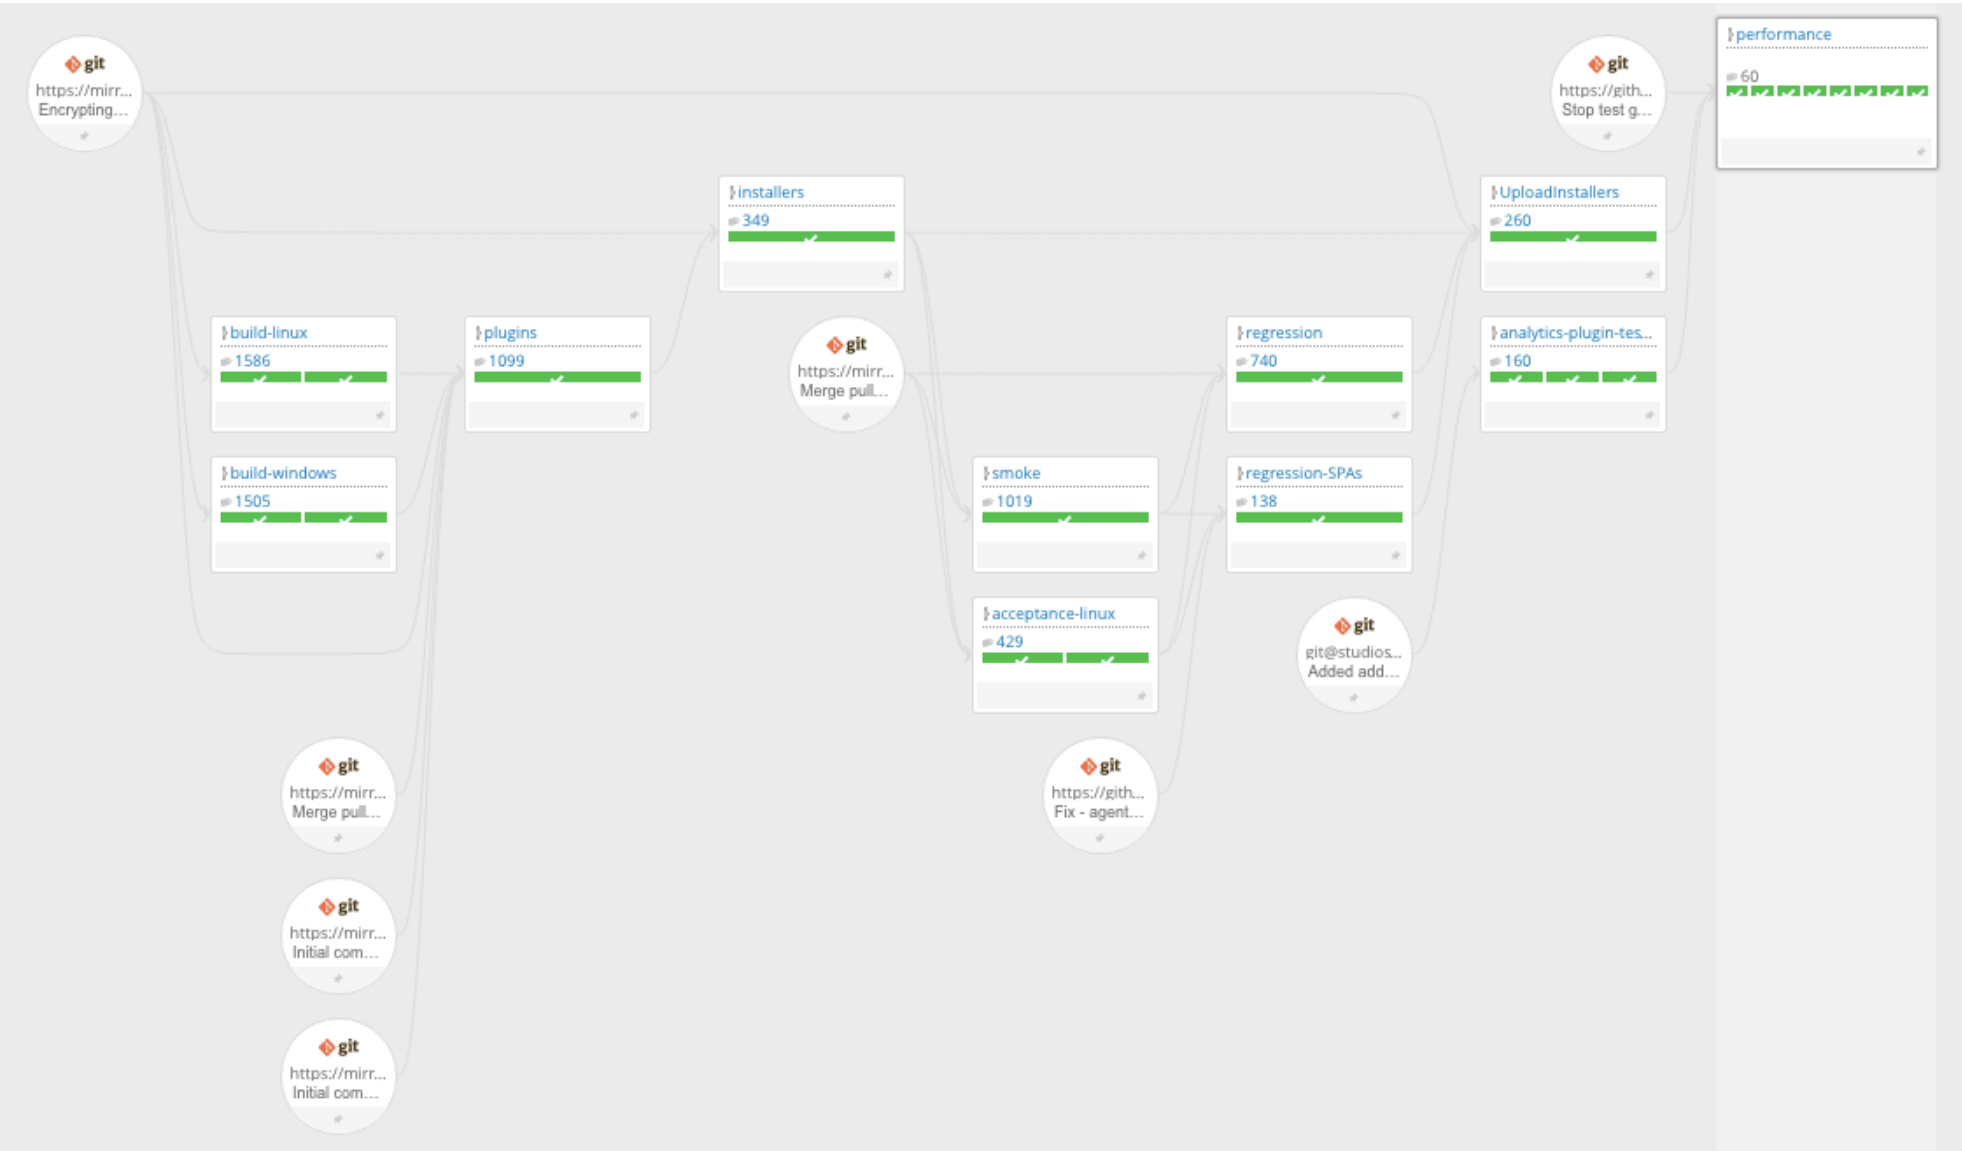 git
https://mirr...
Encrypting...
git
https://gith...
Stop test g...
performance
60
installers
349
UploadInstallers
260
build-linux
1586
plugins
1099
git
https://mirr...
Merge pull...
regression
740
analytics-plugin-tes...
160
build-windows
1505
smoke
1019
regression-SPAs
138
acceptance-linux
429
git
git@studios...
Added add...
git
https://mirr...
Merge pull...
git
https://gith...
Fix - agent...
git
https://mirr...
Initial com...
git
https://mirr...
Initial com...